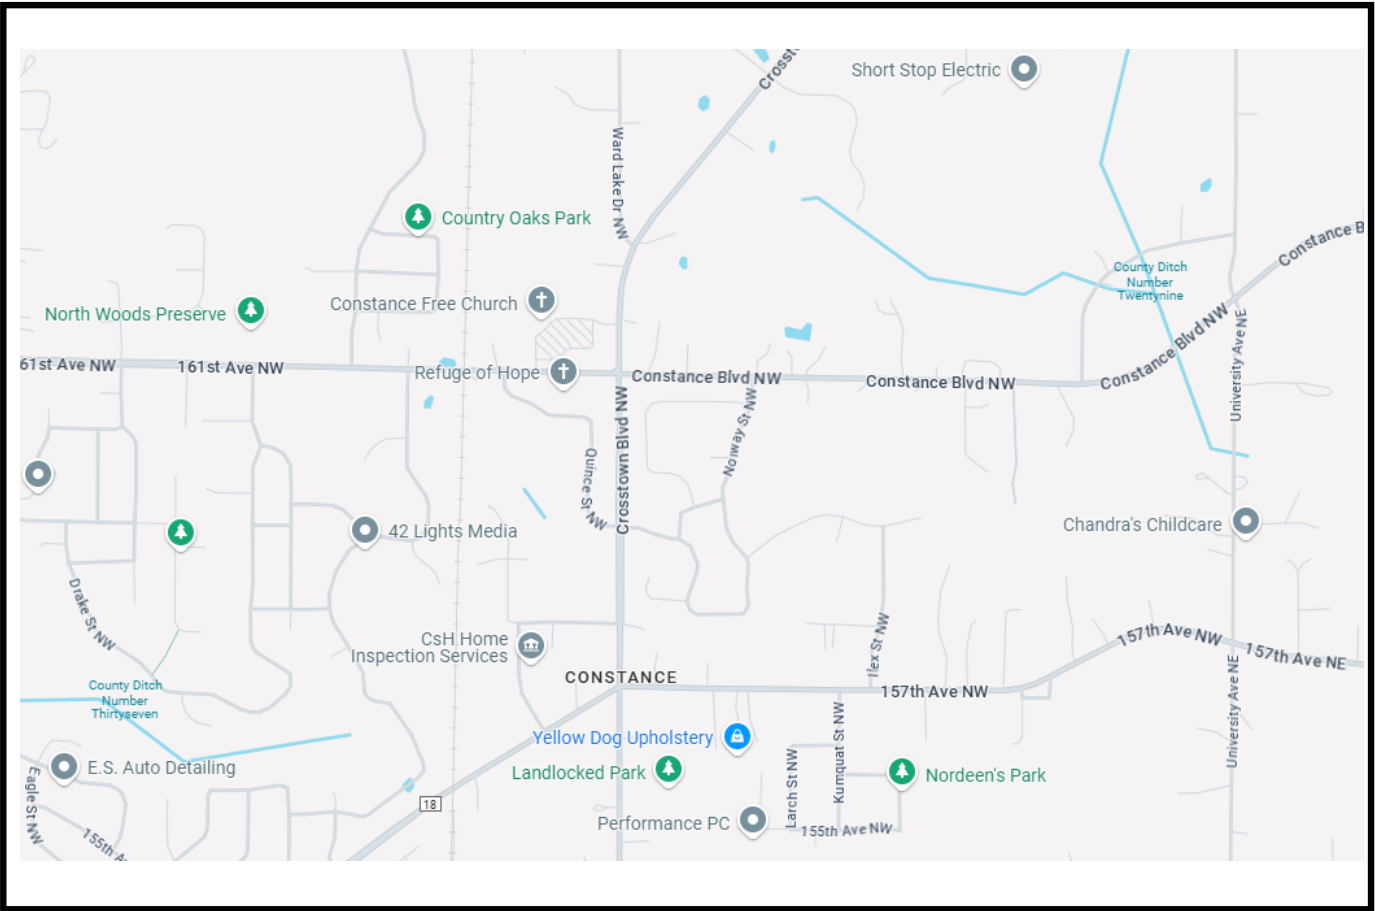 Crosst
Short Stop Electric
Ward Lake Dr NW
Country Oaks Park
Constance B
County Ditch
Number
Twentynine
Constance Free Church
North Woods Preserve
61st Ave NW
161st Ave NW
Refuge of Hope
Constance Blvd NW
Constance Blvd NW
Constance Blvd NW
University Ave NE
Crosstown Blvd NW
Norway St NW
Quince St NW
42 Lights Media
Chandra's Childcare
Drake St NW
CsH Home
Inspection Services
Ilex St NW
157th Ave NW
157th Ave NE
CONSTANCE
157th Ave NW
County Ditch
Number
Thirtyseven
University Ave NE
Yellow Dog Upholstery
Kumquat St NW
Larch St NW
E.S. Auto Detailing
Landlocked Park
Nordeen's Park
Eagle St NW
18
Performance PC
155th Ave NW
155th Av